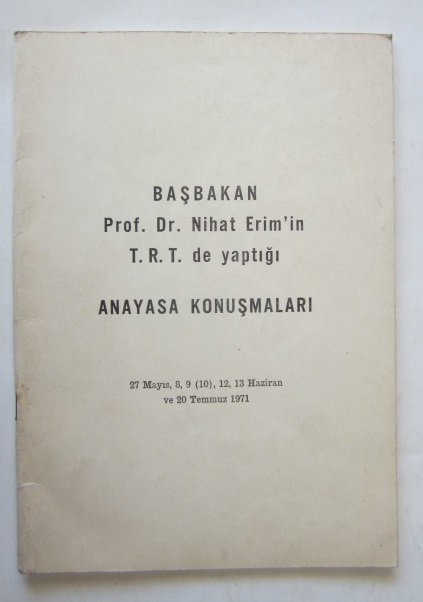 BAŞBAKAN
Prof. Dr. Nihat Erim'in
T.R.T. de yaptığı
ANAYASA KONUŞMALARI
27 Mayıs, 8, 9 (10), 12, 13 Haziran
ve 20 Temmuz 1971